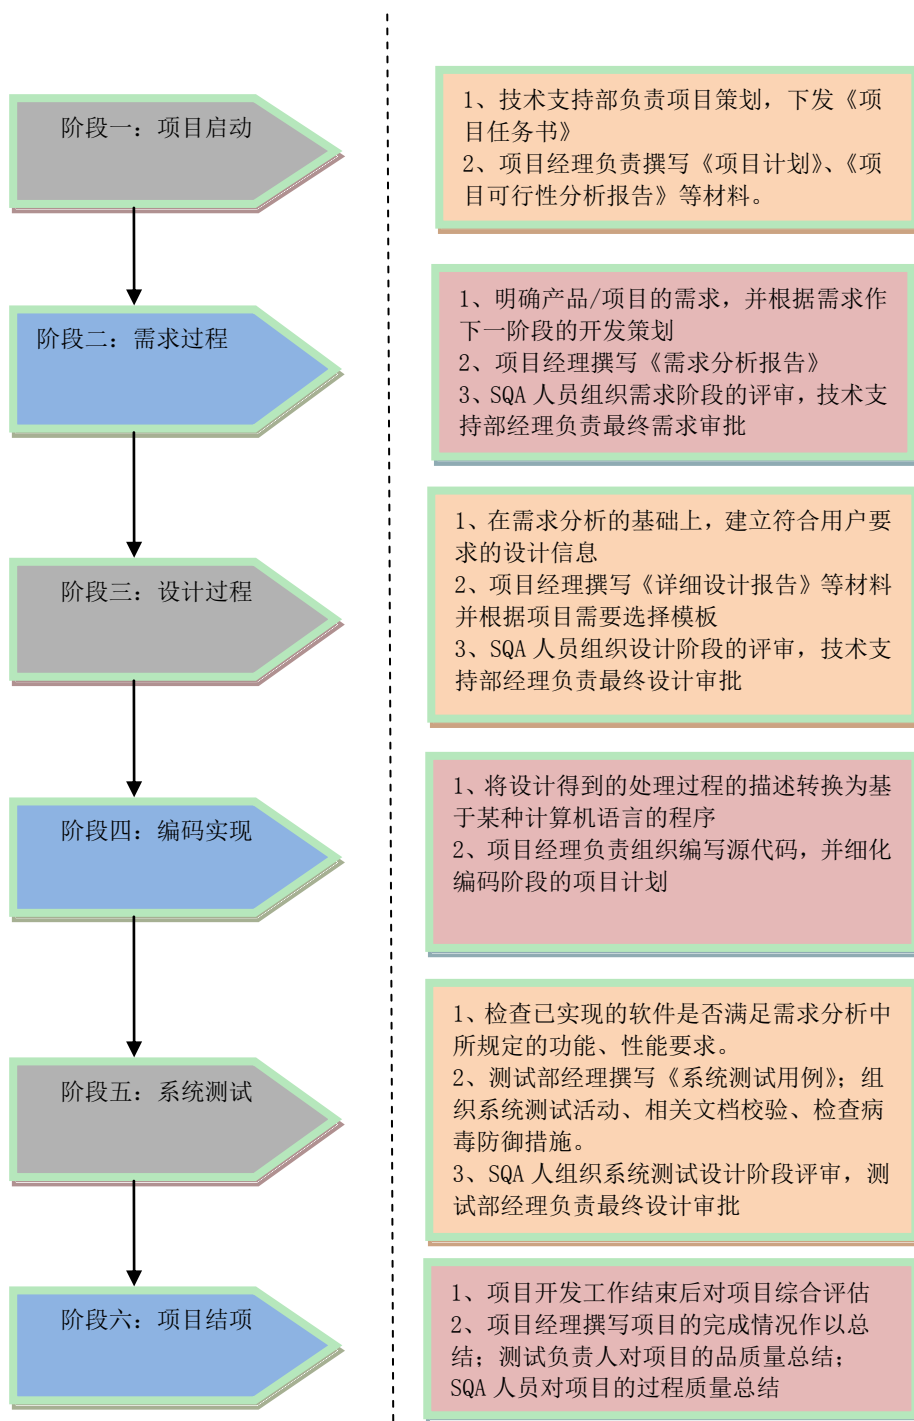 阶段一：项目启动
1、技术支持部负责项目策划，下发《项
目任务书》
2、项目经理负责撰写《项目计划》、《项
目可行性分析报告》等材料。
阶段二：需求过程
1、明确产品/项目的需求，并根据需求作
下一阶段的开发策划
2、项目经理撰写《需求分析报告》
3、SQA 人员组织需求阶段的评审，技术支
持部经理负责最终需求审批
阶段三：设计过程
1、在需求分析的基础上，建立符合用户要
求的设计信息
2、项目经理撰写《详细设计报告》等材料
并根据项目需要选择模板
3、SQA 人员组织设计阶段的评审，技术支
持部经理负责最终设计审批
阶段四：编码实现
1、将设计得到的处理过程的描述转换为基
于某种计算机语言的程序
2、项目经理负责组织编写源代码，并细化
编码阶段的项目计划
阶段五：系统测试
1、检查已实现的软件是否满足需求分析中
所规定的功能、性能要求。
2、测试部经理撰写《系统测试用例》；组
织系统测试活动、相关文档校验、检查病
毒防御措施。
3、SQA 人组织系统测试设计阶段评审，测
试部经理负责最终设计审批
阶段六：项目结项
1、项目开发工作结束后对项目综合评估
2、项目经理撰写项目的完成情况作以总
结；测试负责人对项目的品质量总结；
SQA 人员对项目的过程质量总结